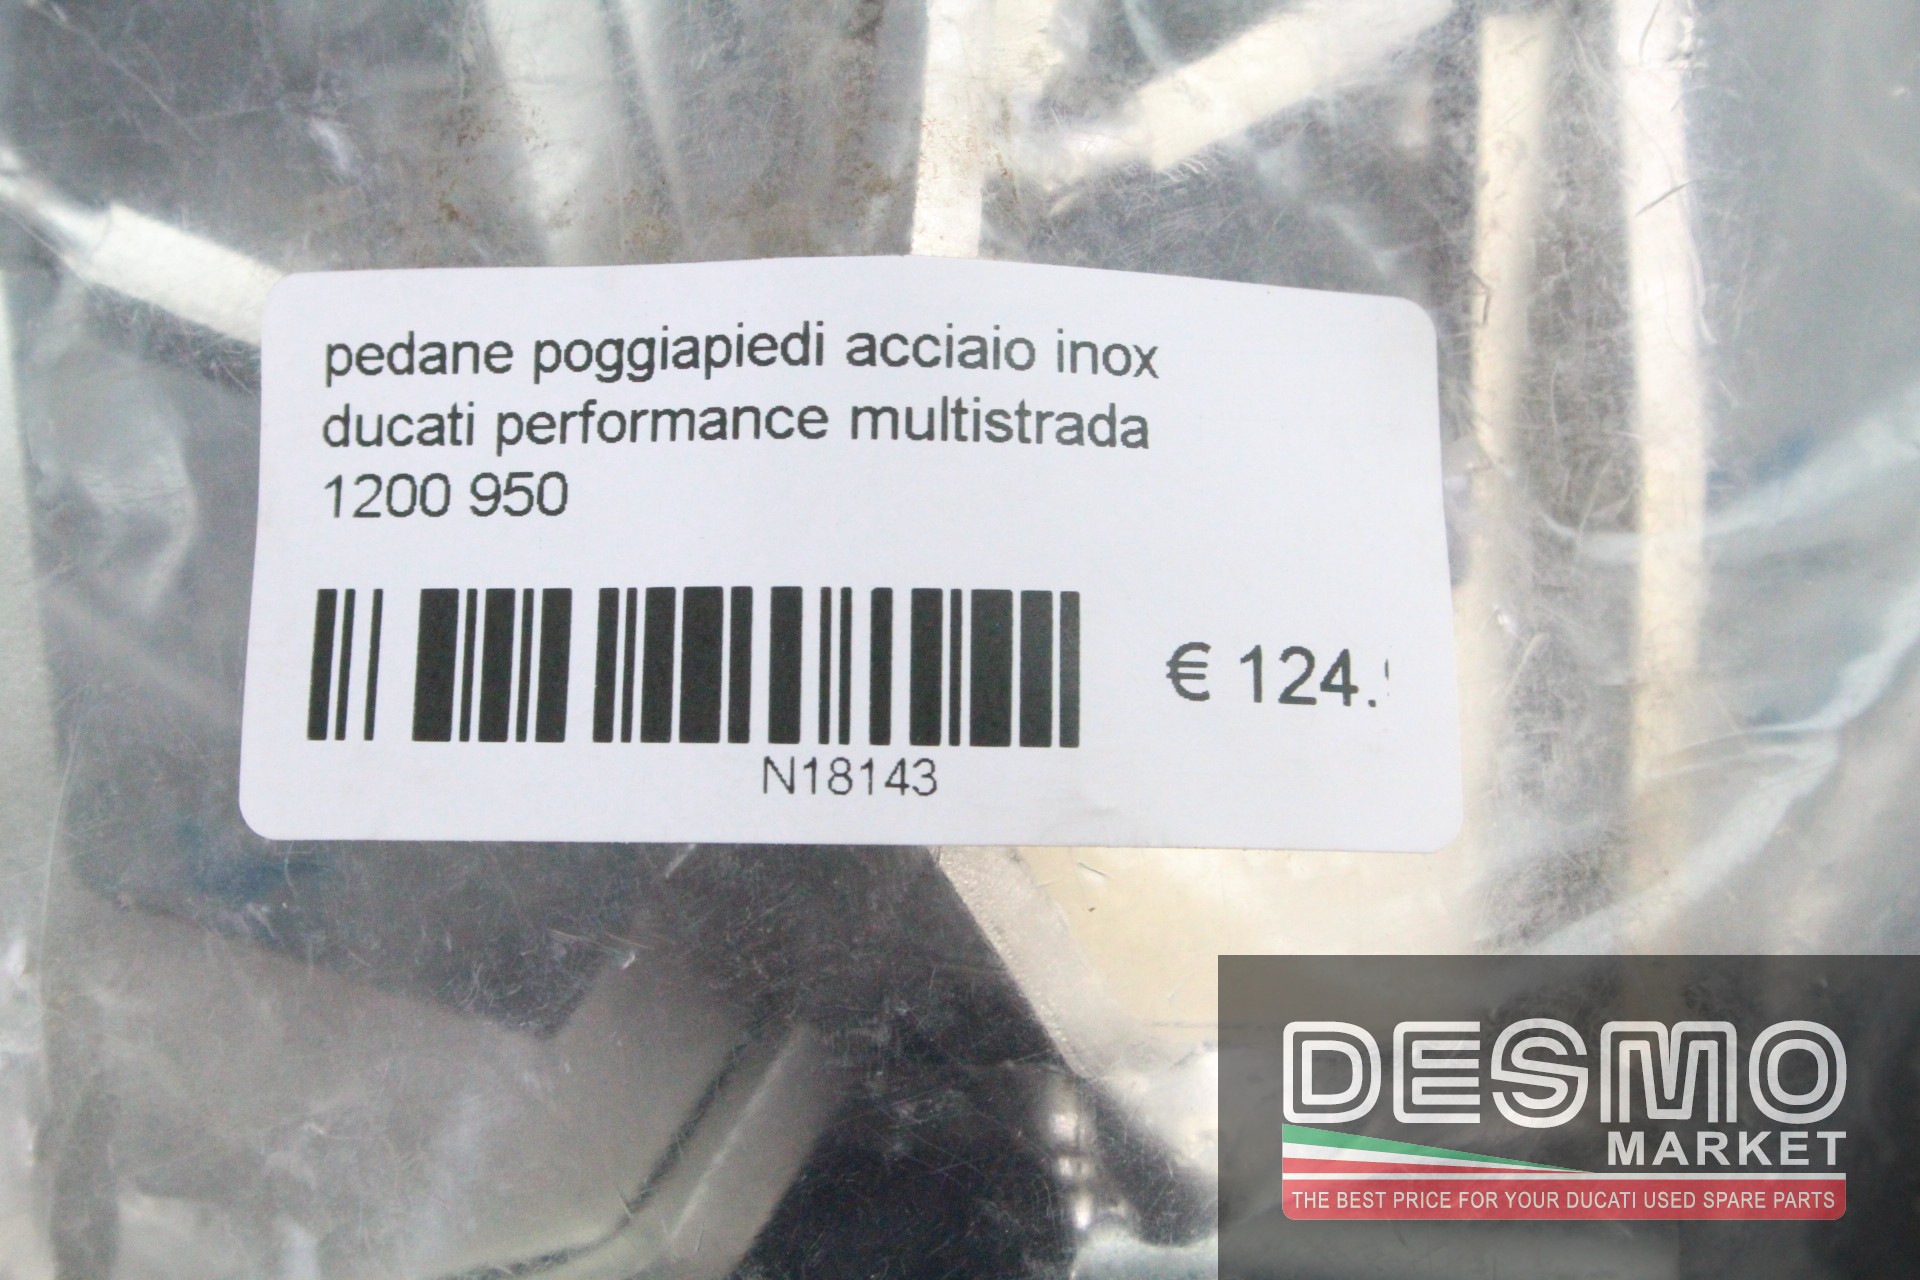 pedane poggiapiedi acciaio inox
ducati performance multistrada
1200 950
€ 124.
N18143
DESMO
MARKET
THE BEST PRICE FOR YOUR DUCATI USED SPARE PARTS